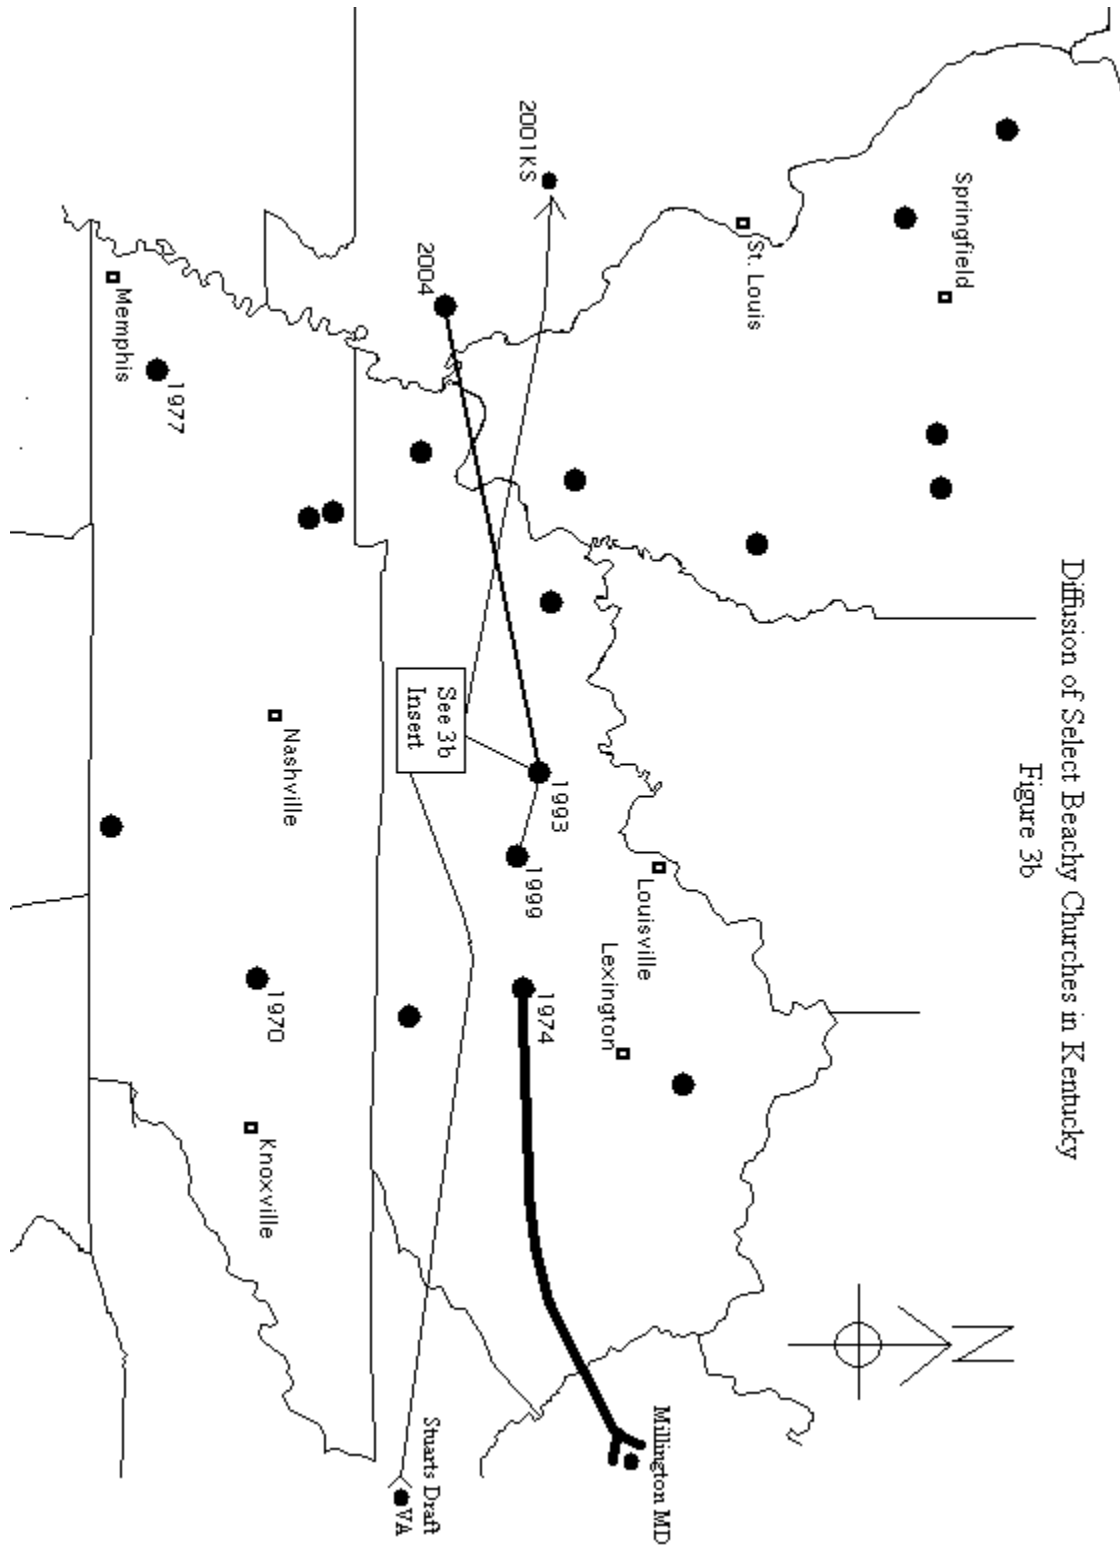 Diffusion of Select Beachy Churches in Kentucky
Figure 3b
N
Springfield
St. Louis
2001KS
2004
Louisville
Lexington
Millington MD
1993
1999
1974
See 3b
Insert
Stuarts Draft
VA
Memphis
1977
Nashville
1970
Knoxville